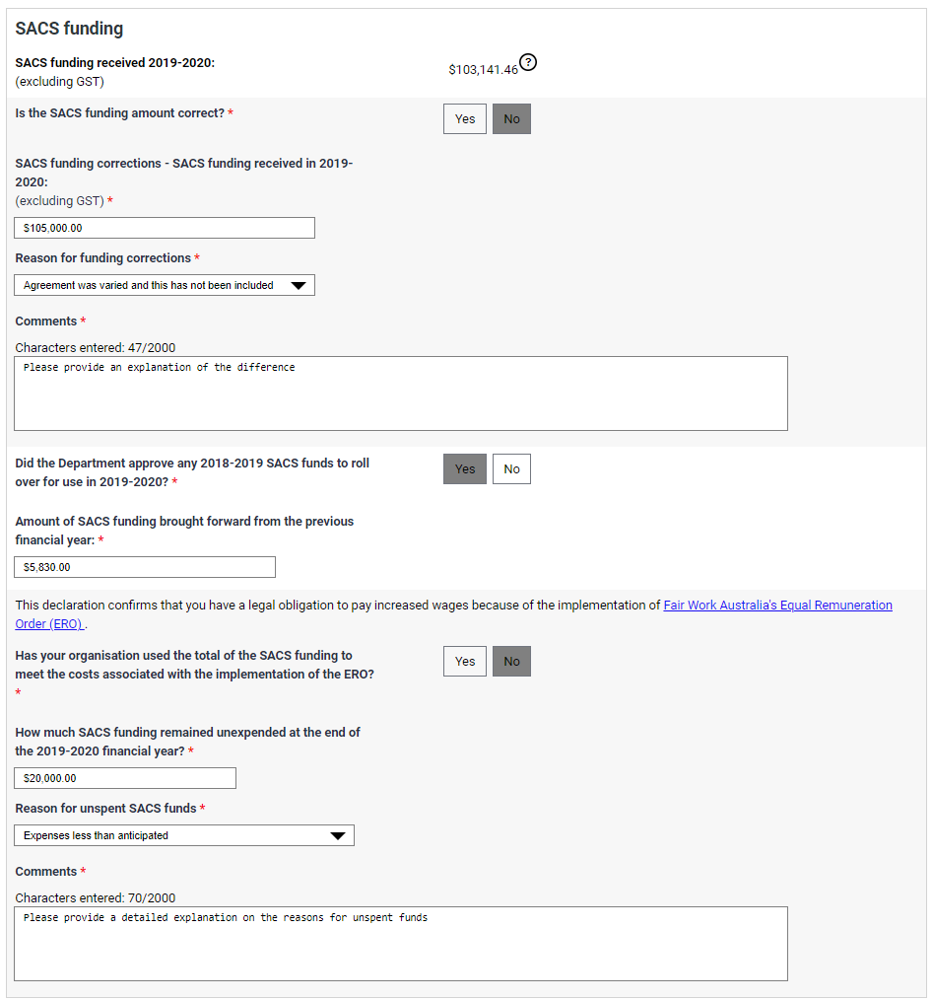 SACS funding
SACS funding received 2019-2020:
(excluding GST)
$103,141.46 ?
Is the SACS funding amount correct? *
Yes No
SACS funding corrections - SACS funding received in 2019-
2020:
(excluding GST) *
$105,000.00
Reason for funding corrections *
Agreement was varied and this has not been included
Comments *
Characters entered: 47/2000
Please provide an explanation of the difference
Did the Department approve any 2018-2019 SACS funds to roll
over for use in 2019-2020? *
Yes No
Amount of SACS funding brought forward from the previous
financial year: *
$5,830.00
This declaration confirms that you have a legal obligation to pay increased wages because of the implementation of Fair Work Australia's Equal Remuneration
Order (ERO) .
Has your organisation used the total of the SACS funding to
meet the costs associated with the implementation of the ERO?
*
Yes No
How much SACS funding remained unexpended at the end of
the 2019-2020 financial year? *
$20,000.00
Reason for unspent SACS funds *
Expenses less than anticipated
Comments *
Characters entered: 70/2000
Please provide a detailed explanation on the reasons for unspent funds